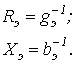 Rэ = gэ⁻¹;
Xэ = bэ⁻¹.